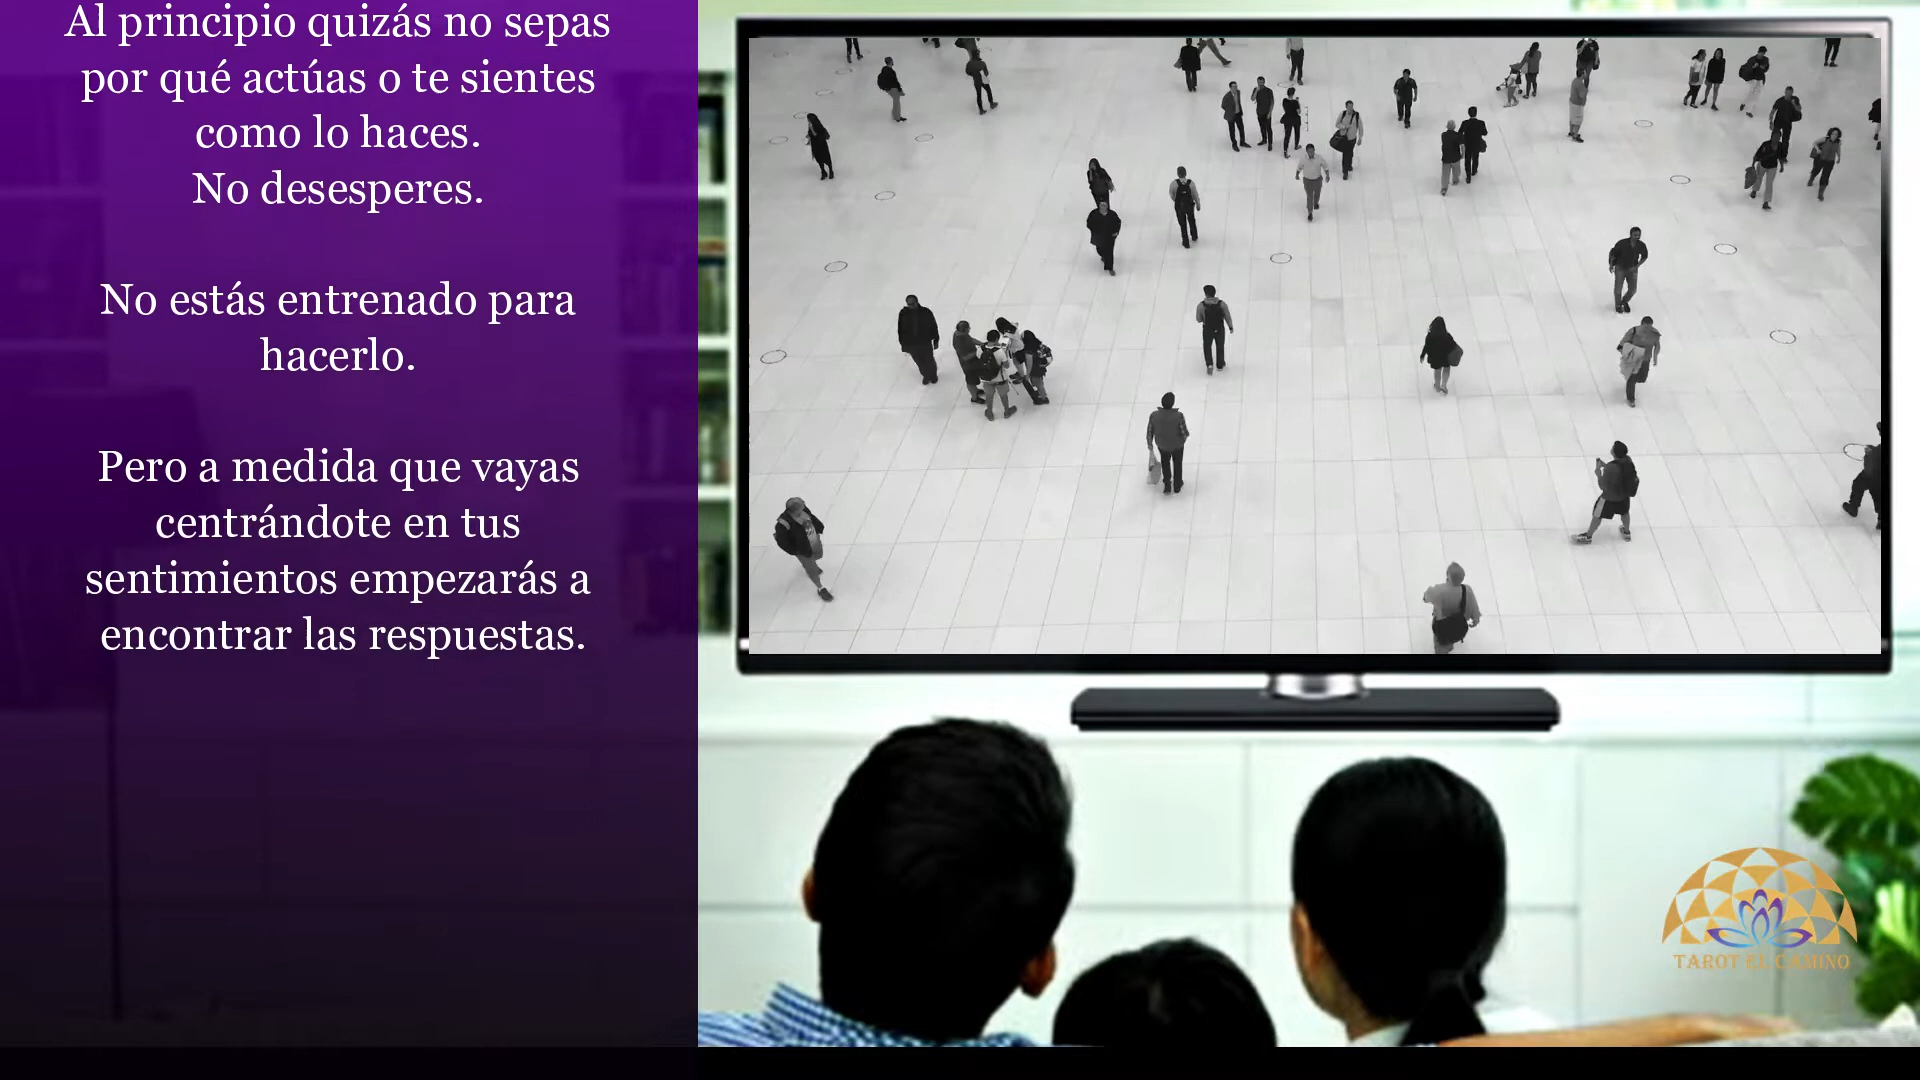 Al principio quizás no sepas
por qué actúas o te sientes
como lo haces.
No desesperes.
No estás entrenado para
hacerlo.
Pero a medida que vayas
centrándote en tus
sentimientos empezarás a
encontrar las respuestas.
TAROT EL CAMINO